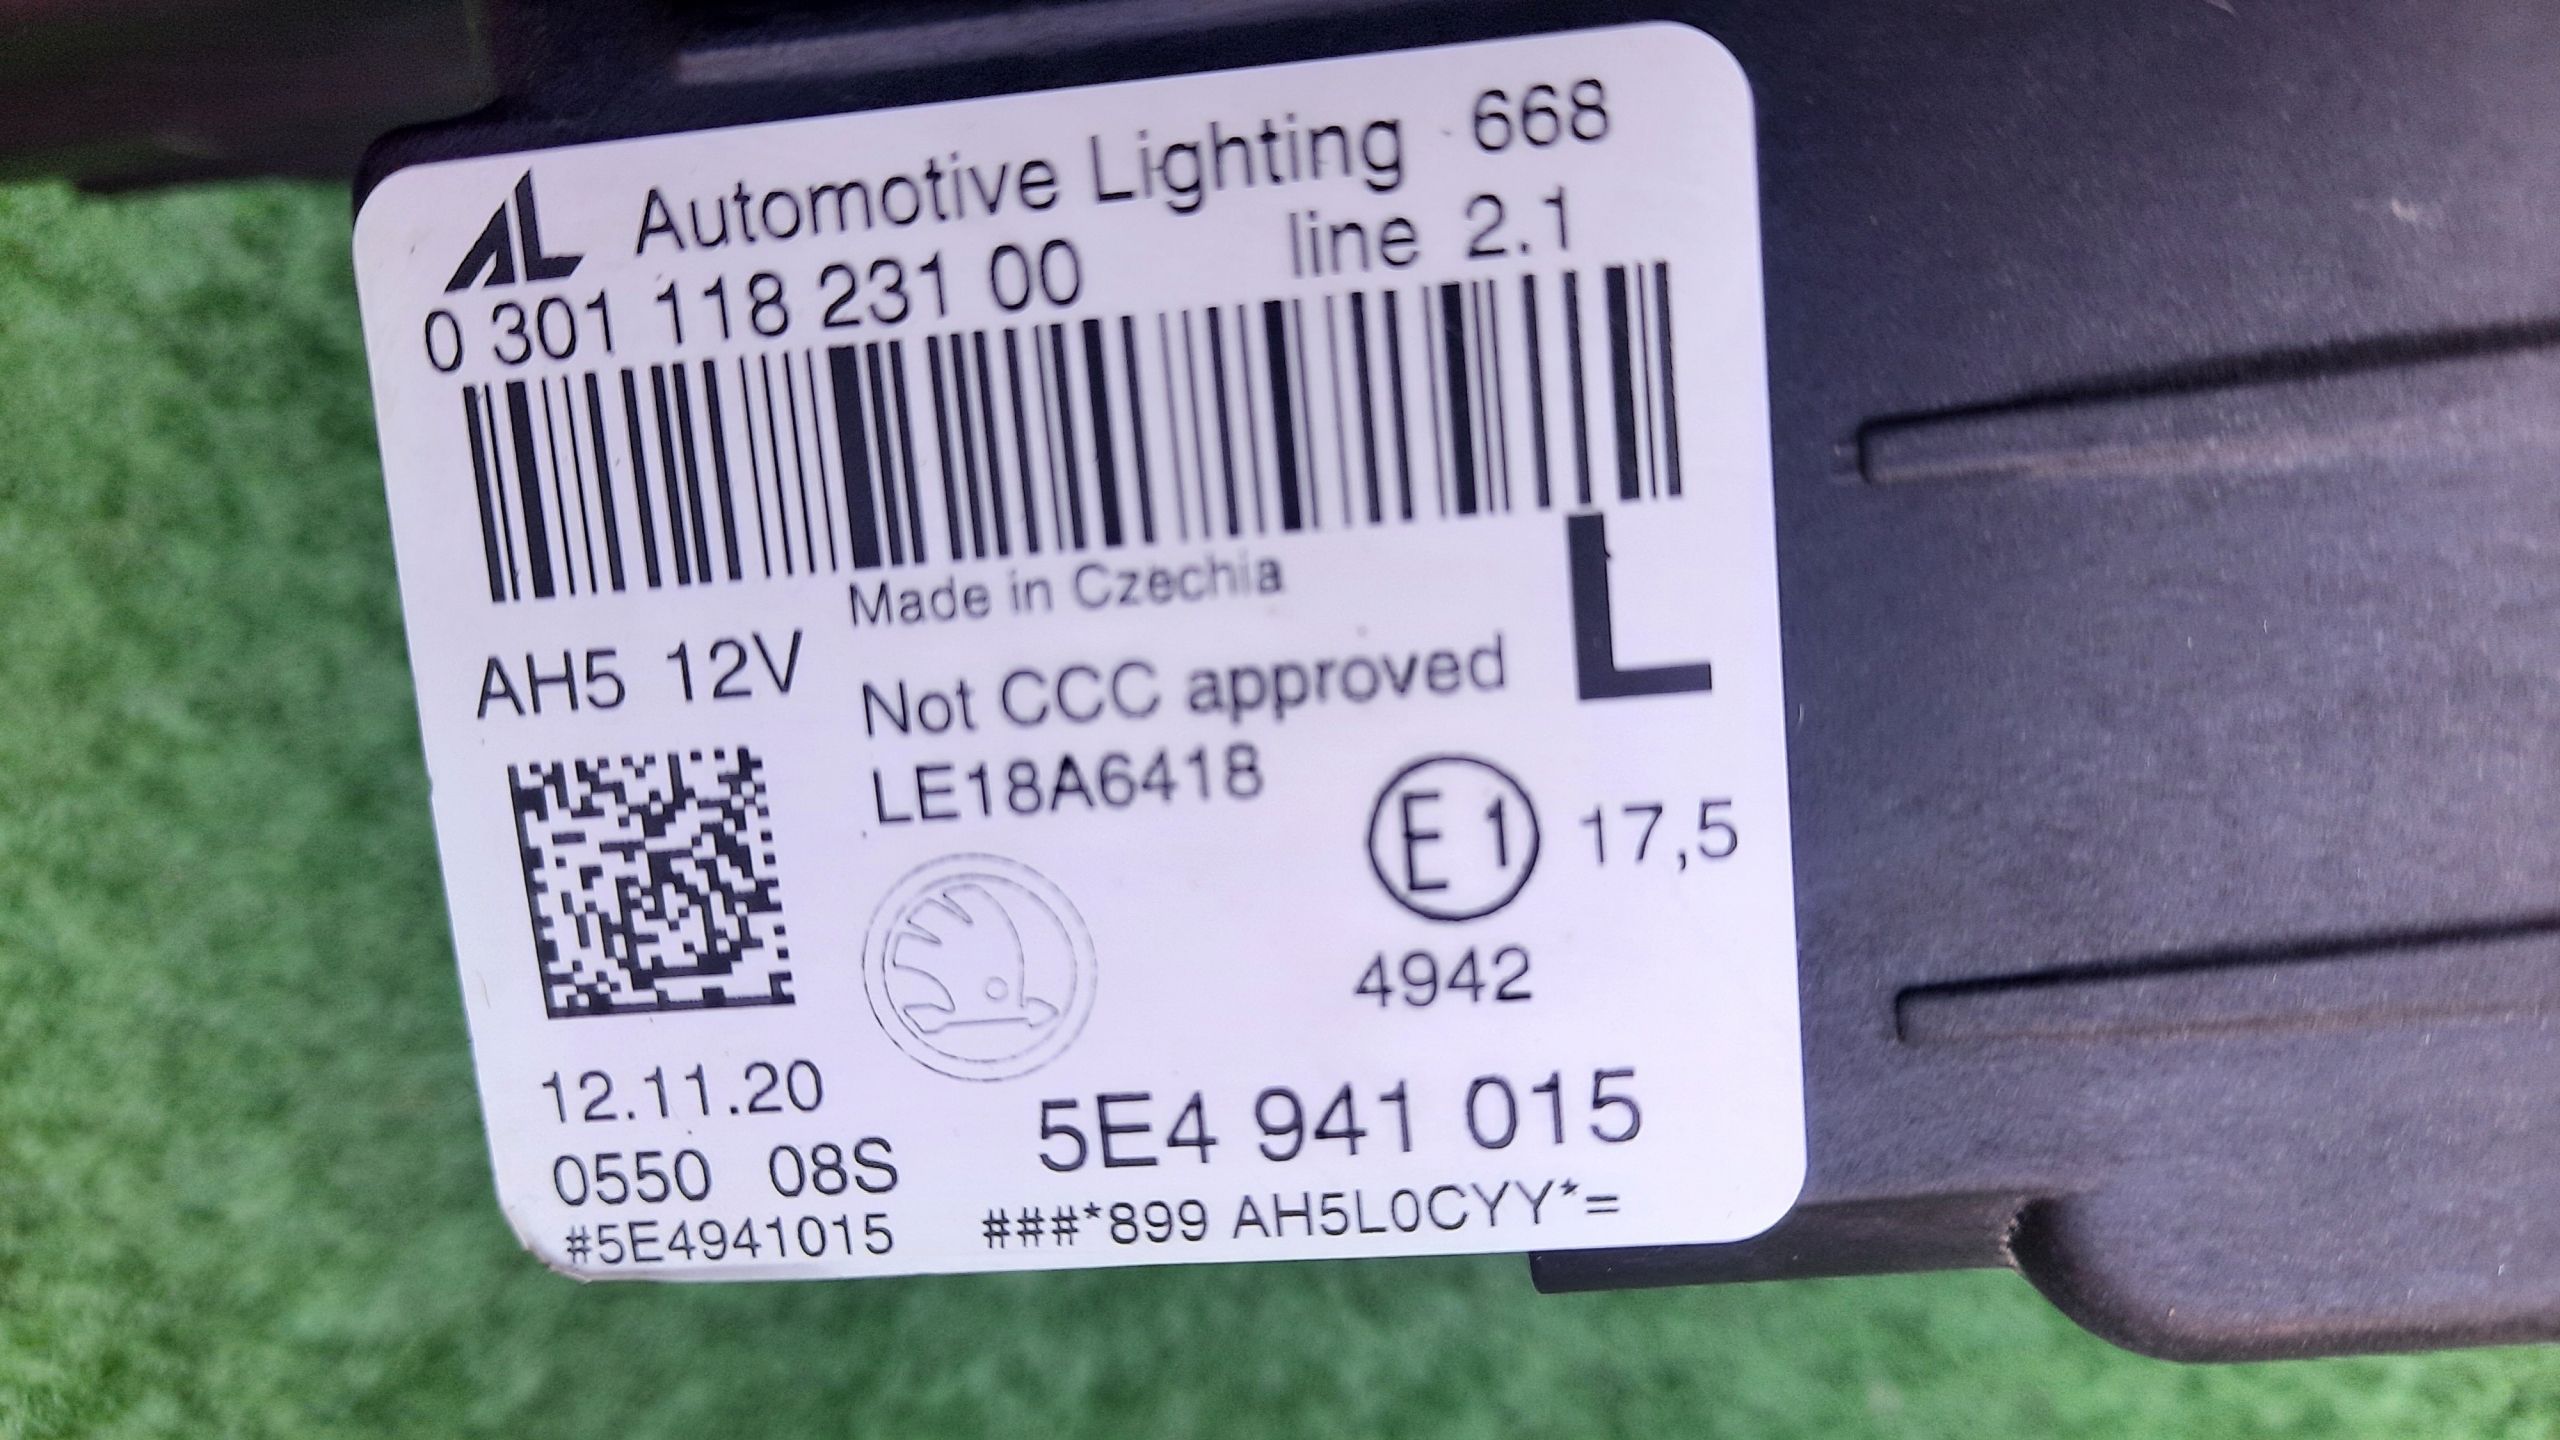 AL Automotive Lighting 668
0 301 118 231 00 line 2.1
Made in Czechia
L
AH5 12V
Not CCC approved
LE18A6418
E1 17,5
4942
12.11.20
5E4 941 015
0550 08S
#5E4941015 ###*899 AH5L0CYY*=